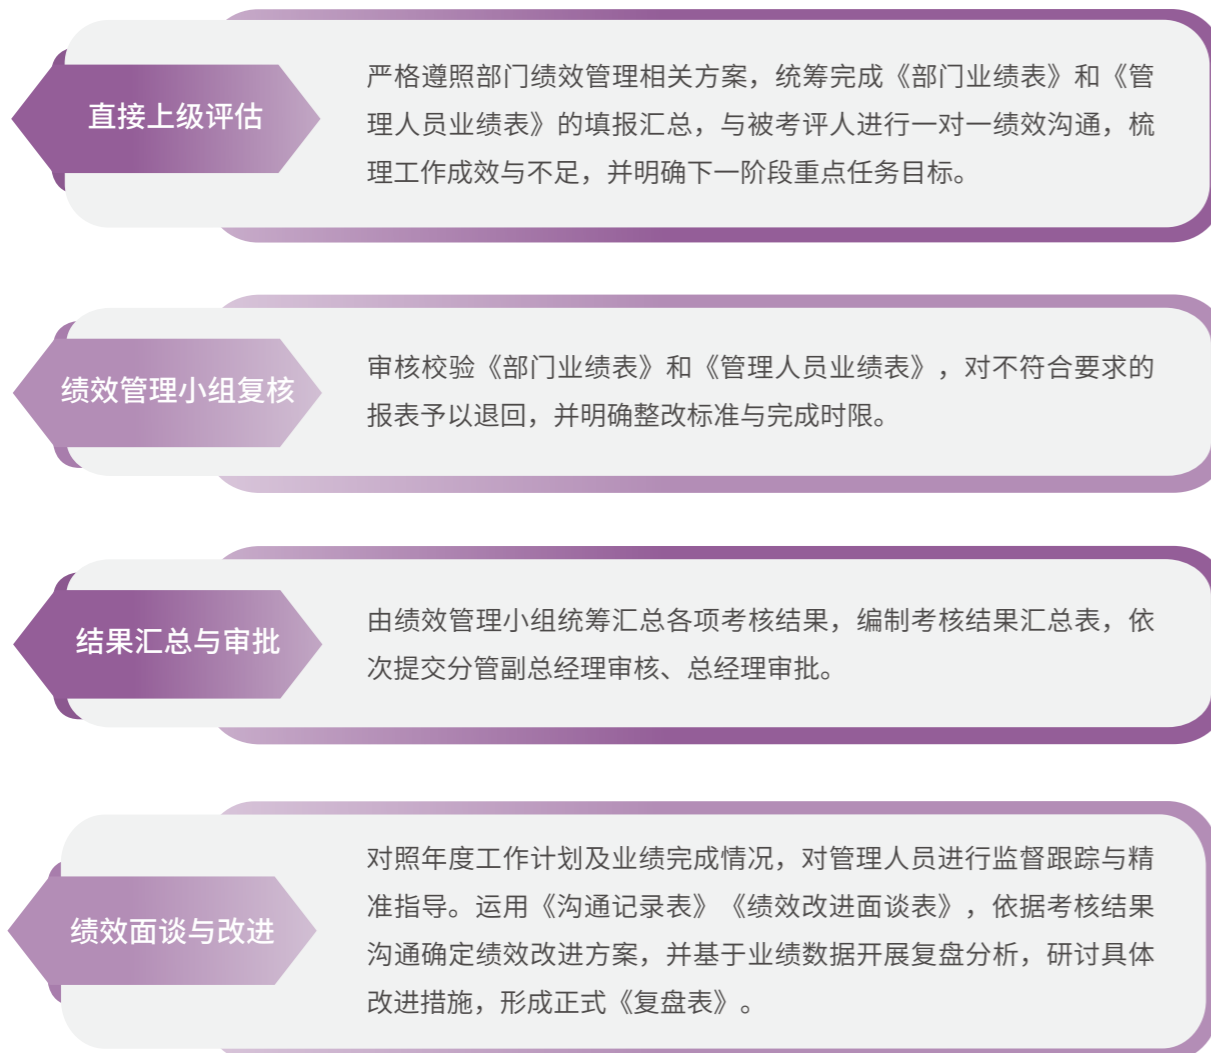 直接上级评估
严格遵照部门绩效管理相关方案，统筹完成《部门业绩表》和《管
理人员业绩表》的填报汇总，与被考评人进行一对一绩效沟通，梳
理工作成效与不足，并明确下一阶段重点任务目标。
绩效管理小组复核
审核校验《部门业绩表》和《管理人员业绩表》，对不符合要求的
报表予以退回，并明确整改标准与完成时限。
结果汇总与审批
由绩效管理小组统筹汇总各项考核结果，编制考核结果汇总表，依
次提交分管副总经理审核、总经理审批。
绩效面谈与改进
对照年度工作计划及业绩完成情况，对管理人员进行监督跟踪与精
准指导。运用《沟通记录表》《绩效改进面谈表》，依据考核结果
沟通确定绩效改进方案，并基于业绩数据开展复盘分析，研讨具体
改进措施，形成正式《复盘表》。